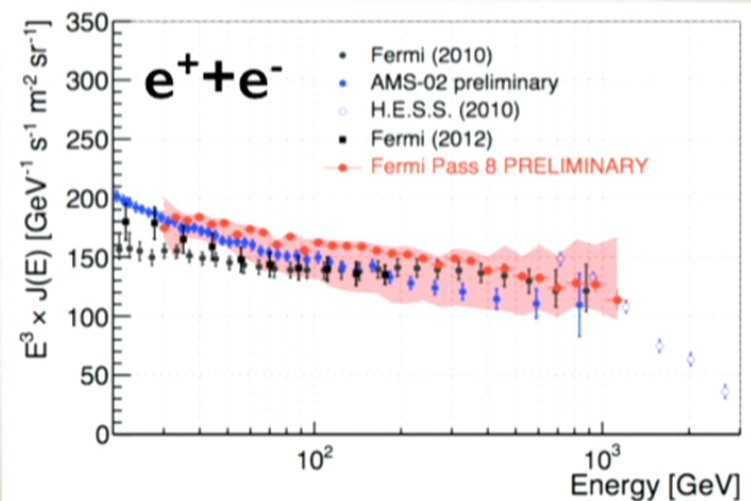 350
300
250
200
150
100
50
0
E³ × J(E) [GeV⁻¹ s⁻¹ m⁻² sr⁻¹]
e⁺+e⁻
Fermi (2010)
AMS-02 preliminary
H.E.S.S. (2010)
Fermi (2012)
Fermi Pass 8 PRELIMINARY
10²
10³
Energy [GeV]